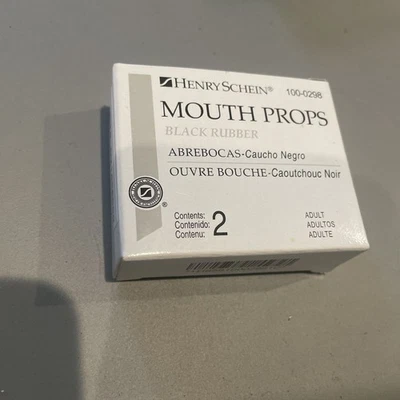 HENRY SCHEIN® 100-0298
MOUTH PROPS
BLACK RUBBER
ABREBOCAS-Caucho Negro
OUVRE BOUCHE-Caoutchouc Noir
Contents: 2 ADULT
Contenido: ADULTOS
Contenu: ADULTE
®